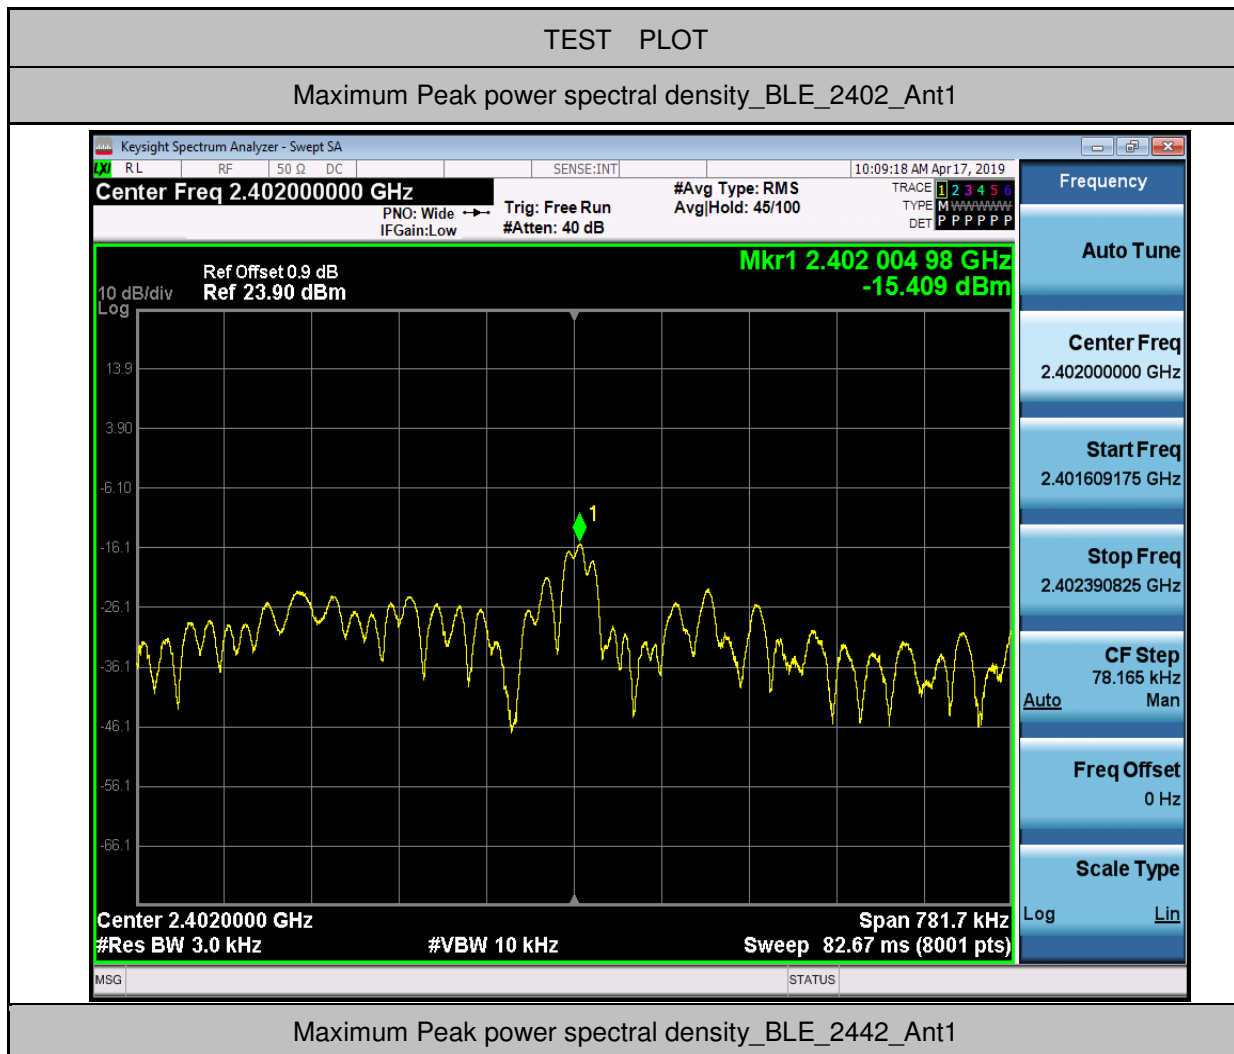 TEST PLOT
Maximum Peak power spectral density_BLE_2402_Ant1
Keysight Spectrum Analyzer - Swept SA
LXI RL RF 50 Ω DC SENSE:INT 10:09:18 AM Apr 17, 2019
Center Freq 2.402000000 GHz
PNO: Wide
IFGain:Low
Trig: Free Run
#Atten: 40 dB
#Avg Type: RMS
Avg|Hold: 45/100
TRACE 1 2 3 4 5 6
TYPE M WWWWW
DET P P P P P P
Frequency
Auto Tune
Center Freq
2.402000000 GHz
Start Freq
2.401609175 GHz
Stop Freq
2.402390825 GHz
CF Step
78.165 kHz
Auto Man
Freq Offset
0 Hz
Scale Type
Log Lin
Mkr1 2.402 004 98 GHz
-15.409 dBm
Ref Offset 0.9 dB
10 dB/div Ref 23.90 dBm
Log
13.9
3.90
-6.10
1
-16.1
-26.1
-36.1
-46.1
-56.1
-66.1
Center 2.4020000 GHz Span 781.7 kHz
#Res BW 3.0 kHz #VBW 10 kHz Sweep 82.67 ms (8001 pts)
MSG STATUS
Maximum Peak power spectral density_BLE_2442_Ant1